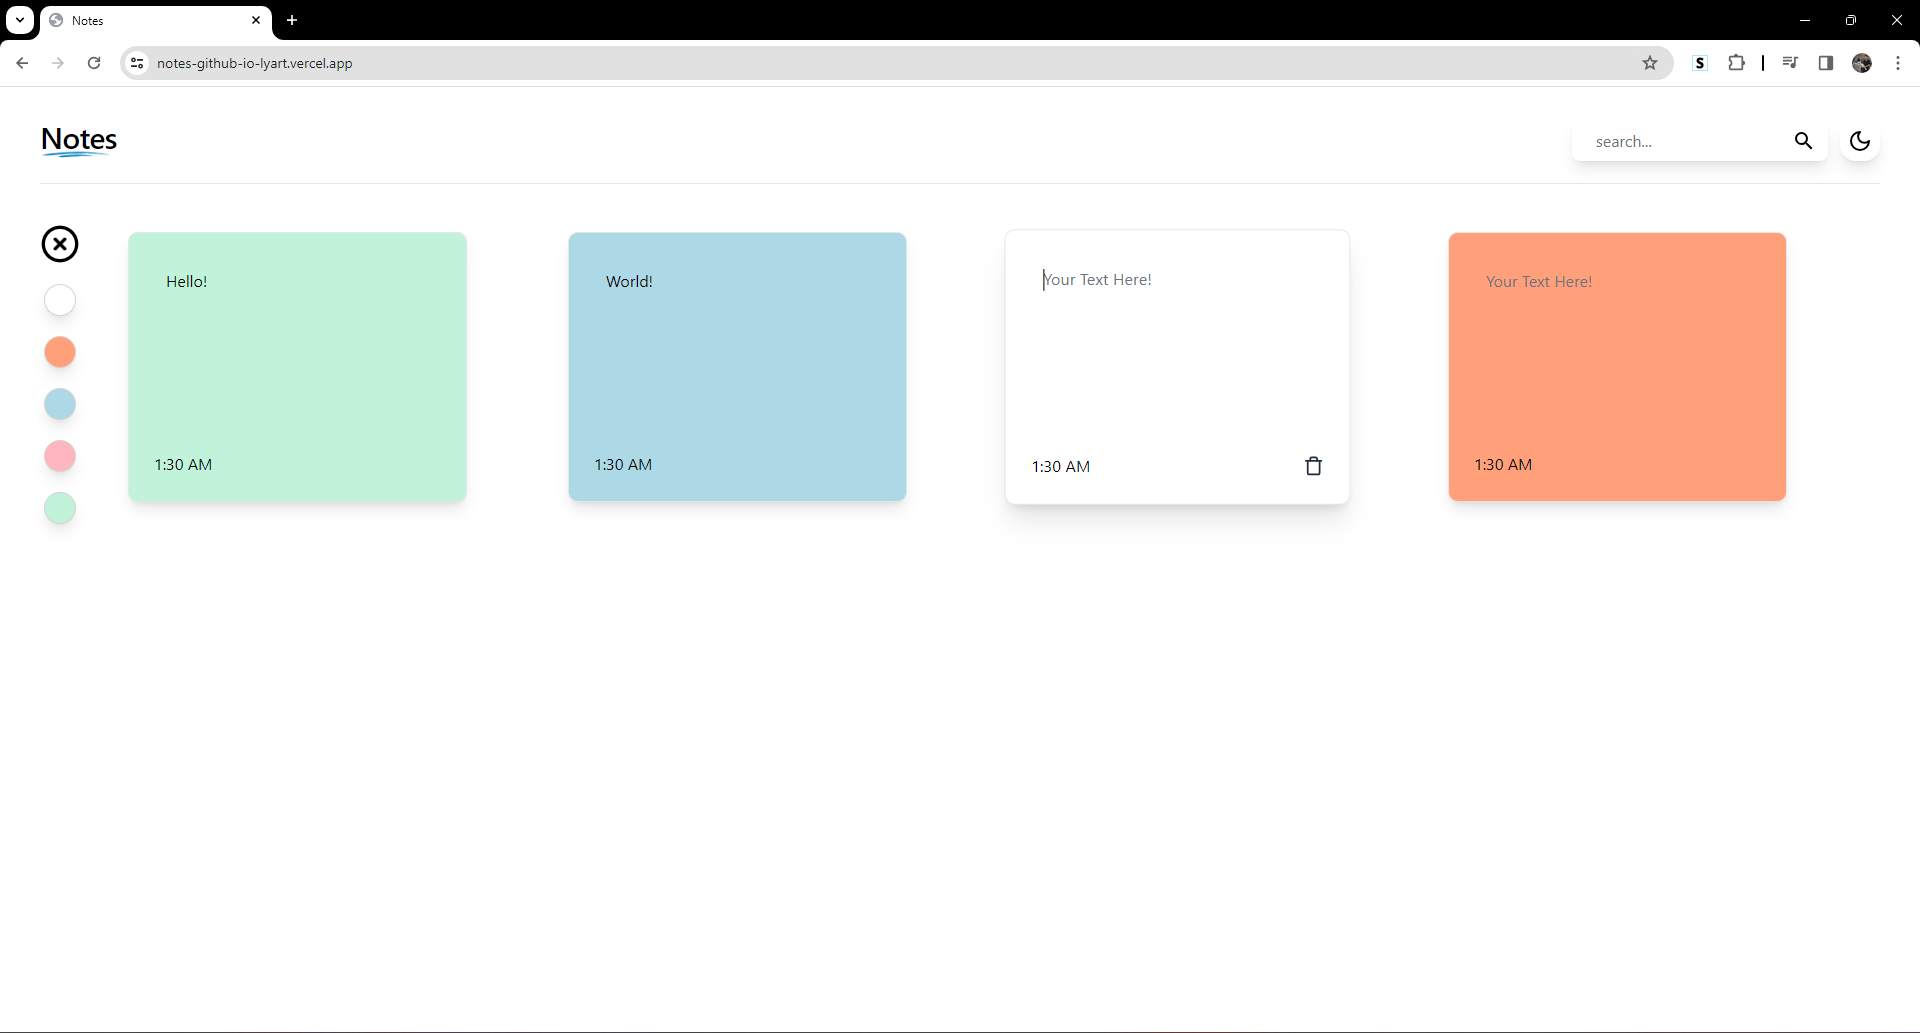 Notes
notes-github-io-lyart.vercel.app
S
Notes
search...
Hello!
World!
Your Text Here!
Your Text Here!
1:30 AM
1:30 AM
1:30 AM
1:30 AM